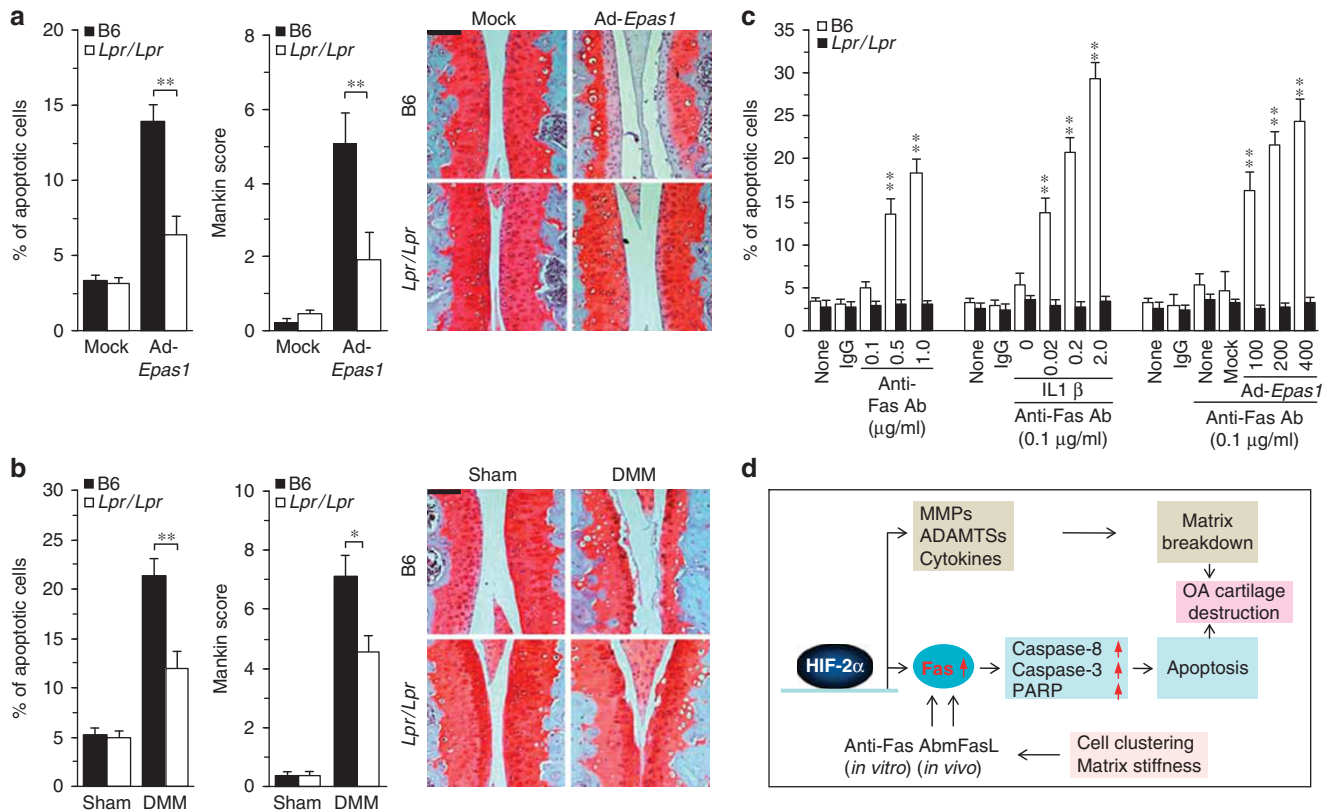 a
B6
Lpr/Lpr
% of apoptotic cells
20
15
10
5
0
Mock
Ad-
Epas1
**
B6
Lpr/Lpr
Mankin score
8
6
4
2
0
Mock
Ad-
Epas1
**
Mock
Ad-Epas1
B6
Lpr/Lpr
c
B6
Lpr/Lpr
% of apoptotic cells
35
30
25
20
15
10
5
0
**
**
**
**
**
**
**
**
None
IgG
0.1
0.5
1.0
Anti-
Fas Ab
(μg/ml)
None
IgG
0
0.02
0.2
2.0
IL1 β
Anti-Fas Ab
(0.1 μg/ml)
None
IgG
None
Mock
100
200
400
Ad-Epas1
Anti-Fas Ab
(0.1 μg/ml)
b
B6
Lpr/Lpr
% of apoptotic cells
30
25
20
15
10
5
0
Sham
DMM
**
B6
Lpr/Lpr
Mankin score
10
8
6
4
2
0
Sham
DMM
*
Sham
DMM
B6
Lpr/Lpr
d
MMPs
ADAMTSs
Cytokines
Matrix
breakdown
OA cartilage
destruction
HIF-2α
Fas
Caspase-8
Caspase-3
PARP
Apoptosis
Anti-Fas AbmFasL
(in vitro) (in vivo)
Cell clustering
Matrix stiffness